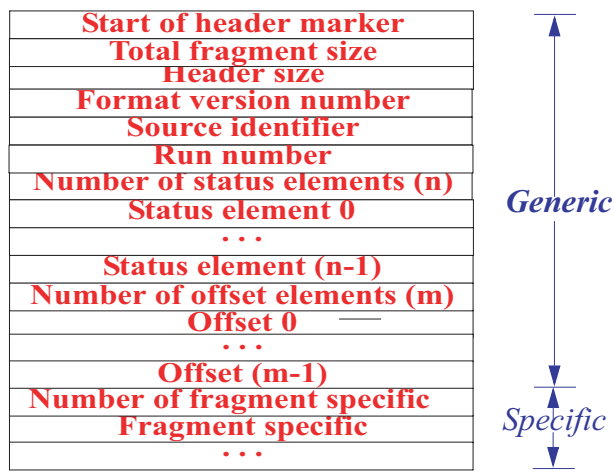 Start of header marker
Total fragment size
Header size
Format version number
Source identifier
Run number
Number of status elements (n)
Status element 0
. . .
Status element (n-1)
Number of offset elements (m)
Offset 0
. . .
Offset (m-1)
Number of fragment specific
Fragment specific
. . .
Generic
Specific